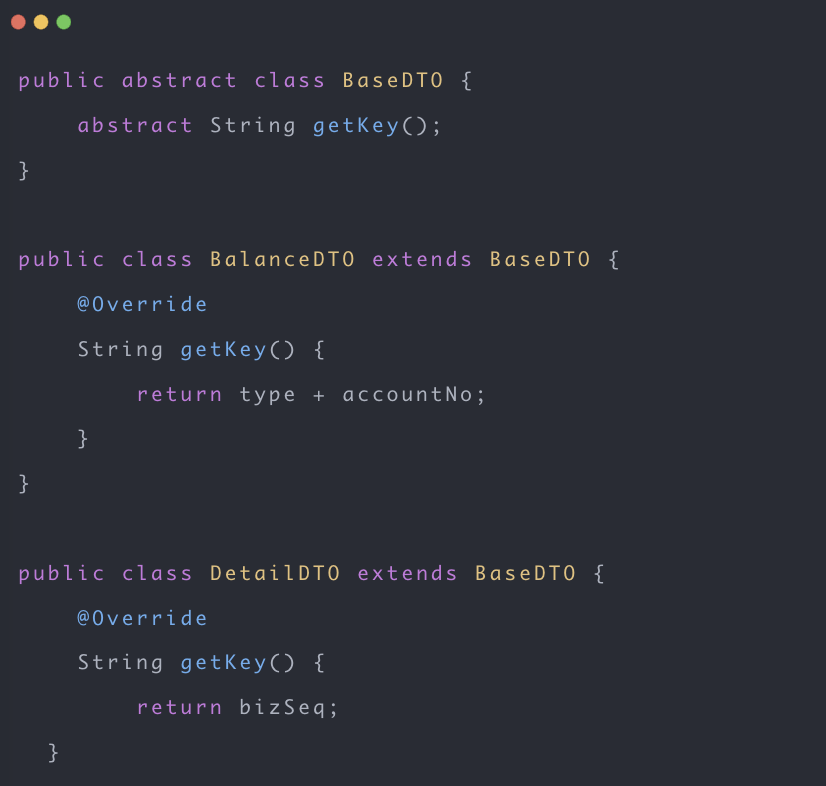 public abstract class BaseDTO {
    abstract String getKey();
}

public class BalanceDTO extends BaseDTO {
    @Override
    String getKey() {
        return type + accountNo;
    }
}

public class DetailDTO extends BaseDTO {
    @Override
    String getKey() {
        return bizSeq;
  }